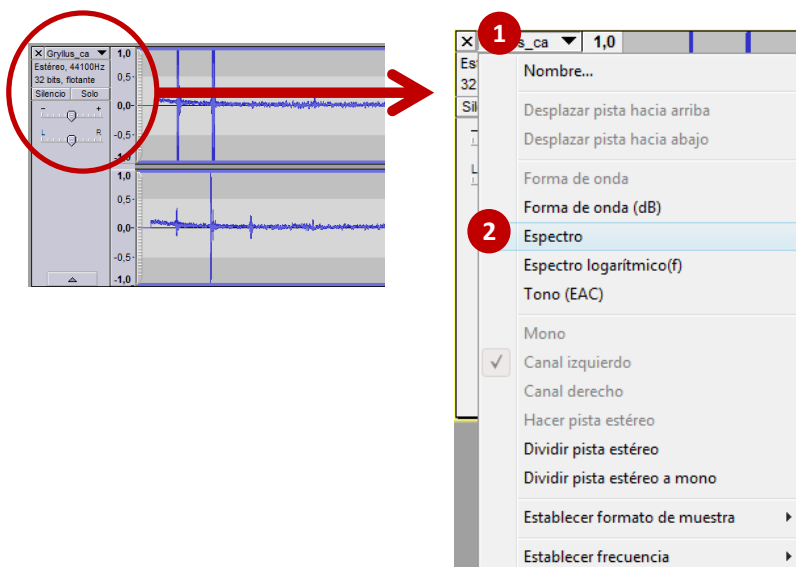 X Gryllus_ca
Estéreo, 44100Hz
32 bits, flotante
Silencio Solo
- +
L R
1,0
0,5
0,0
-0,5
-1,0
1,0
0,5
0,0
-0,5
-1,0
1
2
X s_ca 1,0
Es
32
Sil
L
Nombre...
Desplazar pista hacia arriba
Desplazar pista hacia abajo
Forma de onda
Forma de onda (dB)
Espectro
Espectro logarítmico(f)
Tono (EAC)
Mono
Canal izquierdo
Canal derecho
Hacer pista estéreo
Dividir pista estéreo
Dividir pista estéreo a mono
Establecer formato de muestra
Establecer frecuencia